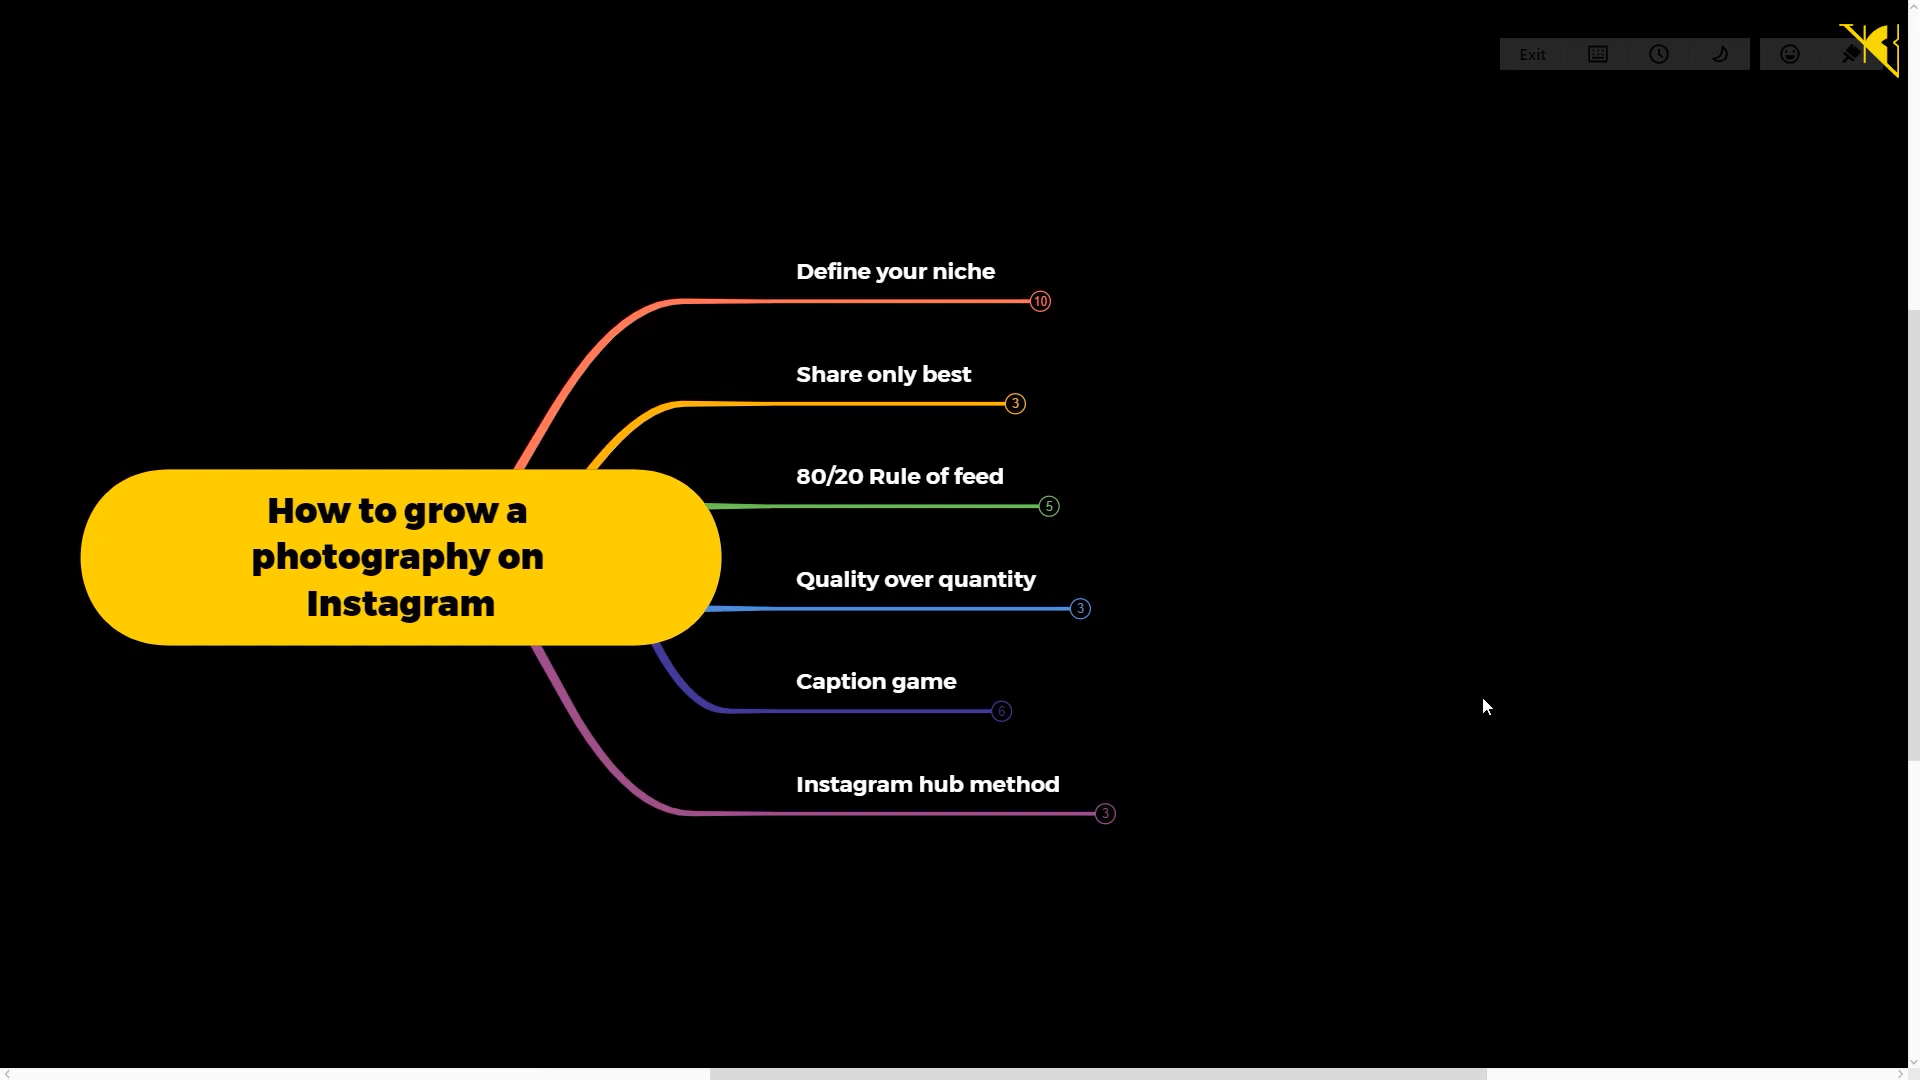 Exit
Define your niche
10
Share only best
3
80/20 Rule of feed
5
How to grow a
photography on
Instagram
Quality over quantity
3
Caption game
6
Instagram hub method
3